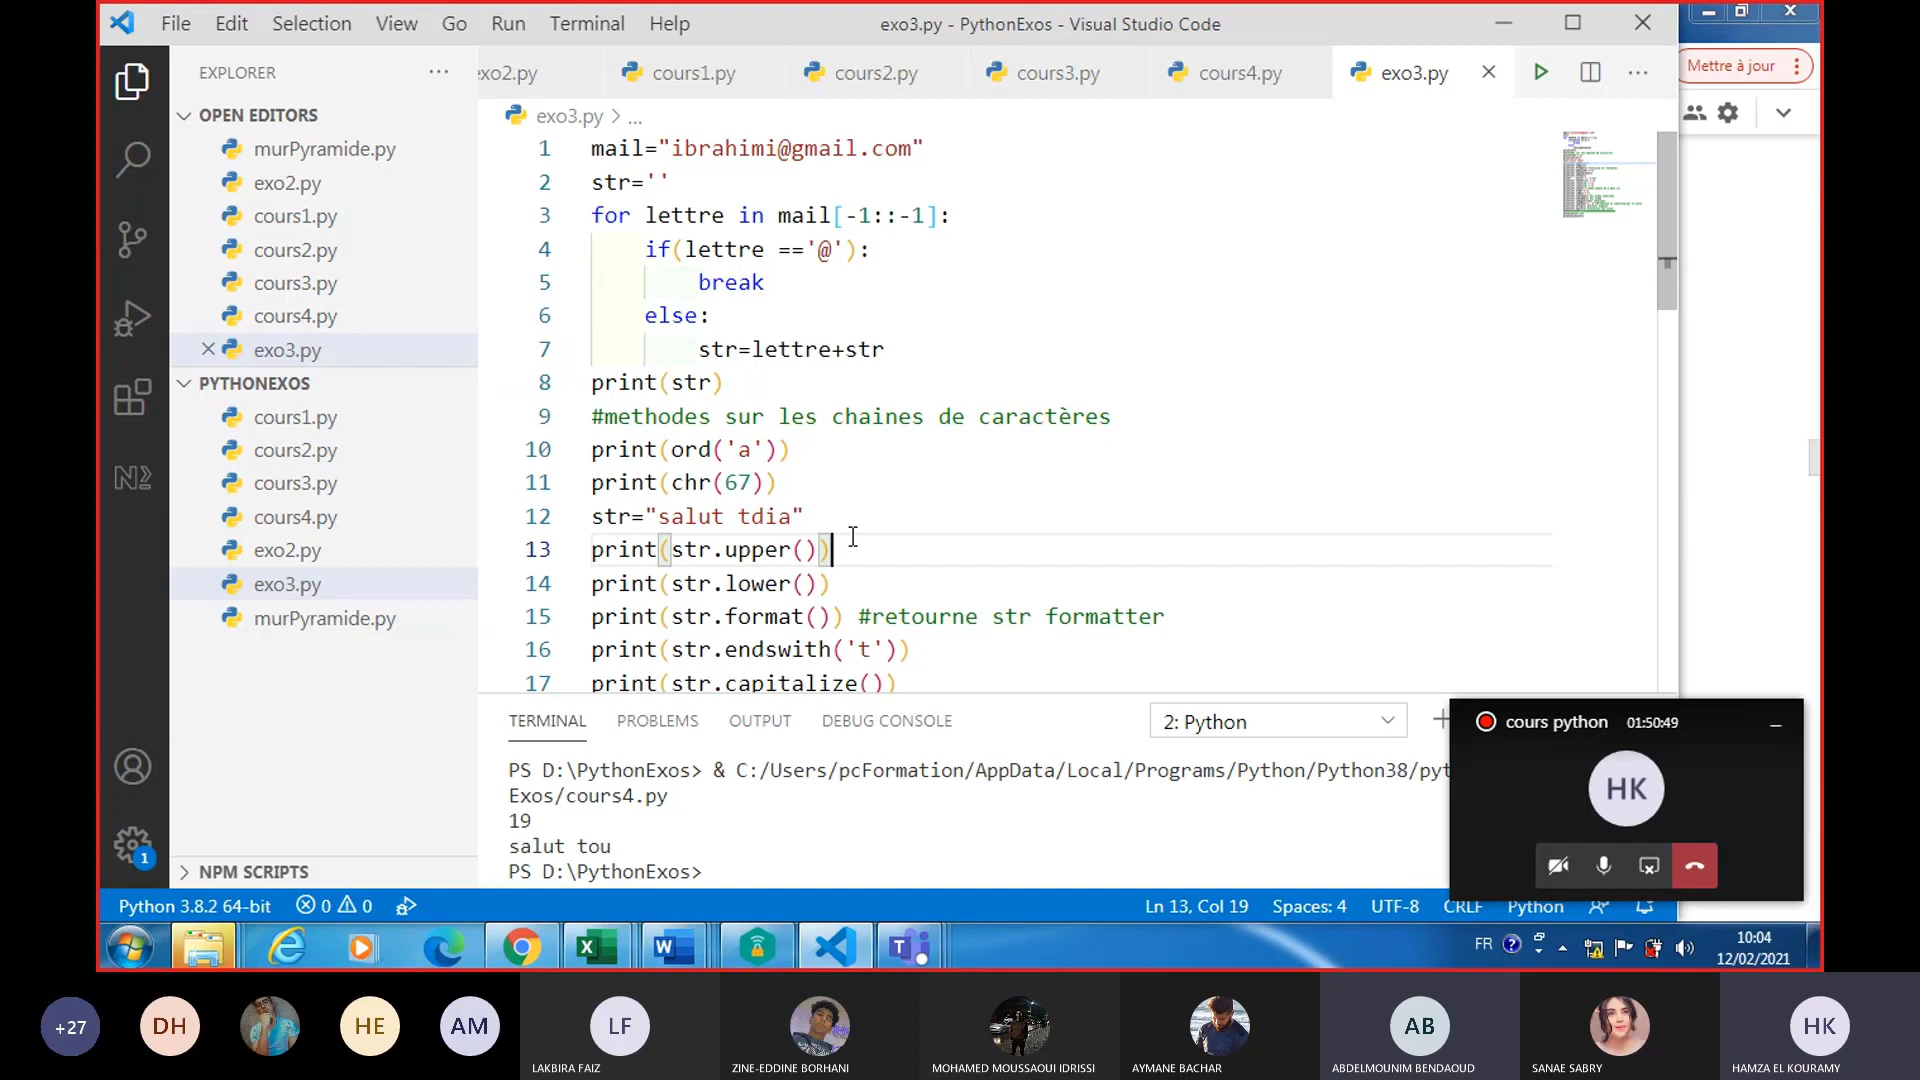 File Edit Selection View Go Run Terminal Help
exo3.py - PythonExos - Visual Studio Code
Mettre à jour
EXPLORER
OPEN EDITORS
murPyramide.py
exo2.py
cours1.py
cours2.py
cours3.py
cours4.py
exo3.py
PYTHONEXOS
cours1.py
cours2.py
cours3.py
cours4.py
exo2.py
exo3.py
murPyramide.py
NPM SCRIPTS
xo2.py cours1.py cours2.py cours3.py cours4.py exo3.py
exo3.py > ...
1 mail="ibrahimi@gmail.com"
2 str=''
3 for lettre in mail[-1::-1]:
4 if(lettre =='@'):
5 break
6 else:
7 str=lettre+str
8 print(str)
9 #methodes sur les chaines de caractères
10 print(ord('a'))
11 print(chr(67))
12 str="salut tdia"
13 print(str.upper())
14 print(str.lower())
15 print(str.format()) #retourne str formatter
16 print(str.endswith('t'))
17 print(str.capitalize())
TERMINAL PROBLEMS OUTPUT DEBUG CONSOLE
2: Python
PS D:\PythonExos> & C:/Users/pcFormation/AppData/Local/Programs/Python/Python38/pyt
Exos/cours4.py
19
salut tou
PS D:\PythonExos>
cours python 01:50:49
HK
1
Python 3.8.2 64-bit 0 0
Ln 13, Col 19 Spaces: 4 UTF-8 CRLF Python
FR
10:04
12/02/2021
+27
DH
HE
AM
LF
LAKBIRA FAIZ
ZINE-EDDINE BORHANI
MOHAMED MOUSSAOUI IDRISSI
AYMANE BACHAR
AB
ABDELMOUNIM BENDAOUD
SANAE SABRY
HK
HAMZA EL KOURAMY